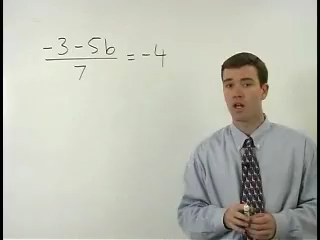 (-3 - 5b)/7 = -4